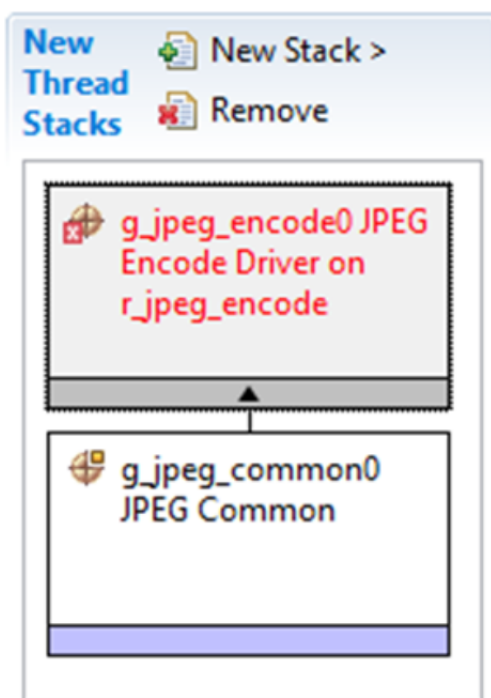 New Thread Stacks
New Stack >
Remove
g_jpeg_encode0 JPEG
Encode Driver on
r_jpeg_encode
g_jpeg_common0
JPEG Common